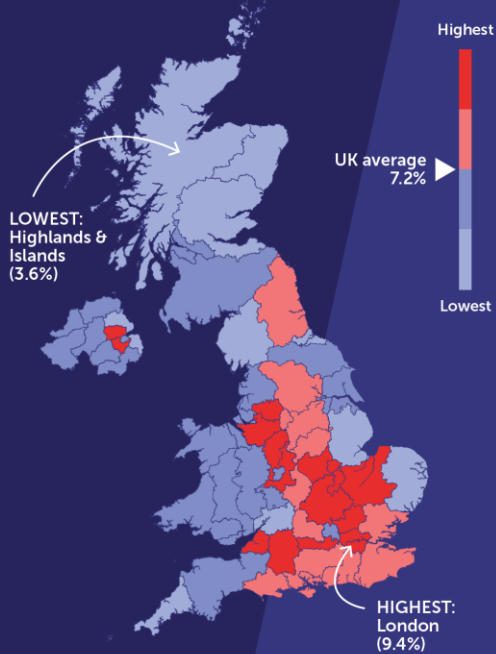 Highest
UK average
7.2%
Lowest
LOWEST:
Highlands &
Islands
(3.6%)
HIGHEST:
London
(9.4%)